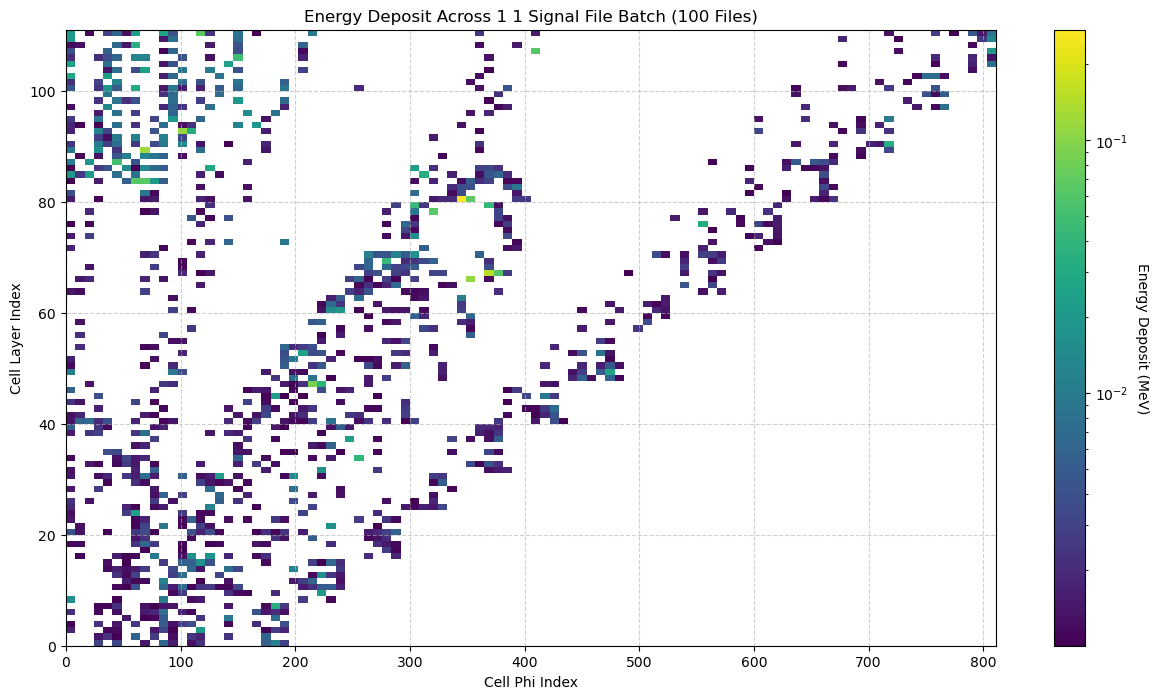 Energy Deposit Across 1 1 Signal File Batch (100 Files)
Cell Layer Index
100
80
60
40
20
0
0 100 200 300 400 500 600 700 800
Cell Phi Index
10⁻¹
10⁻²
Energy Deposit (MeV)